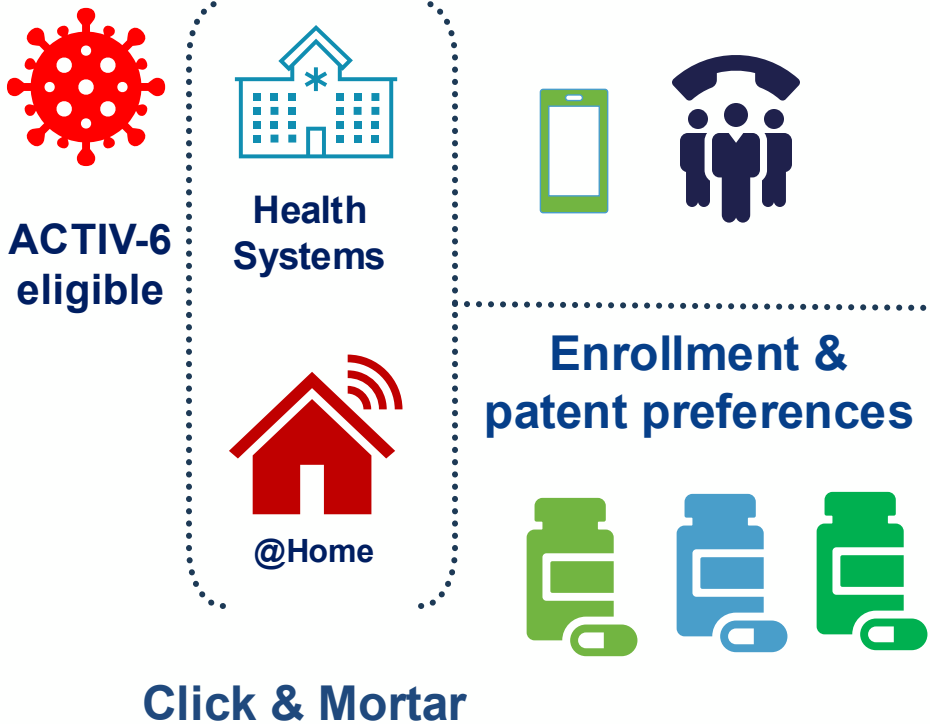 ACTIV-6
eligible
Health
Systems
@Home
Enrollment &
patent preferences
Click & Mortar